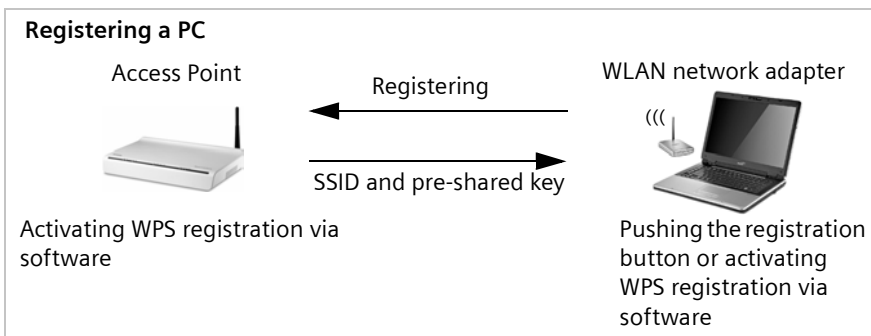 Registering a PC
Access Point
Registering
WLAN network adapter
SSID and pre-shared key
Activating WPS registration via
software
Pushing the registration
button or activating
WPS registration via
software